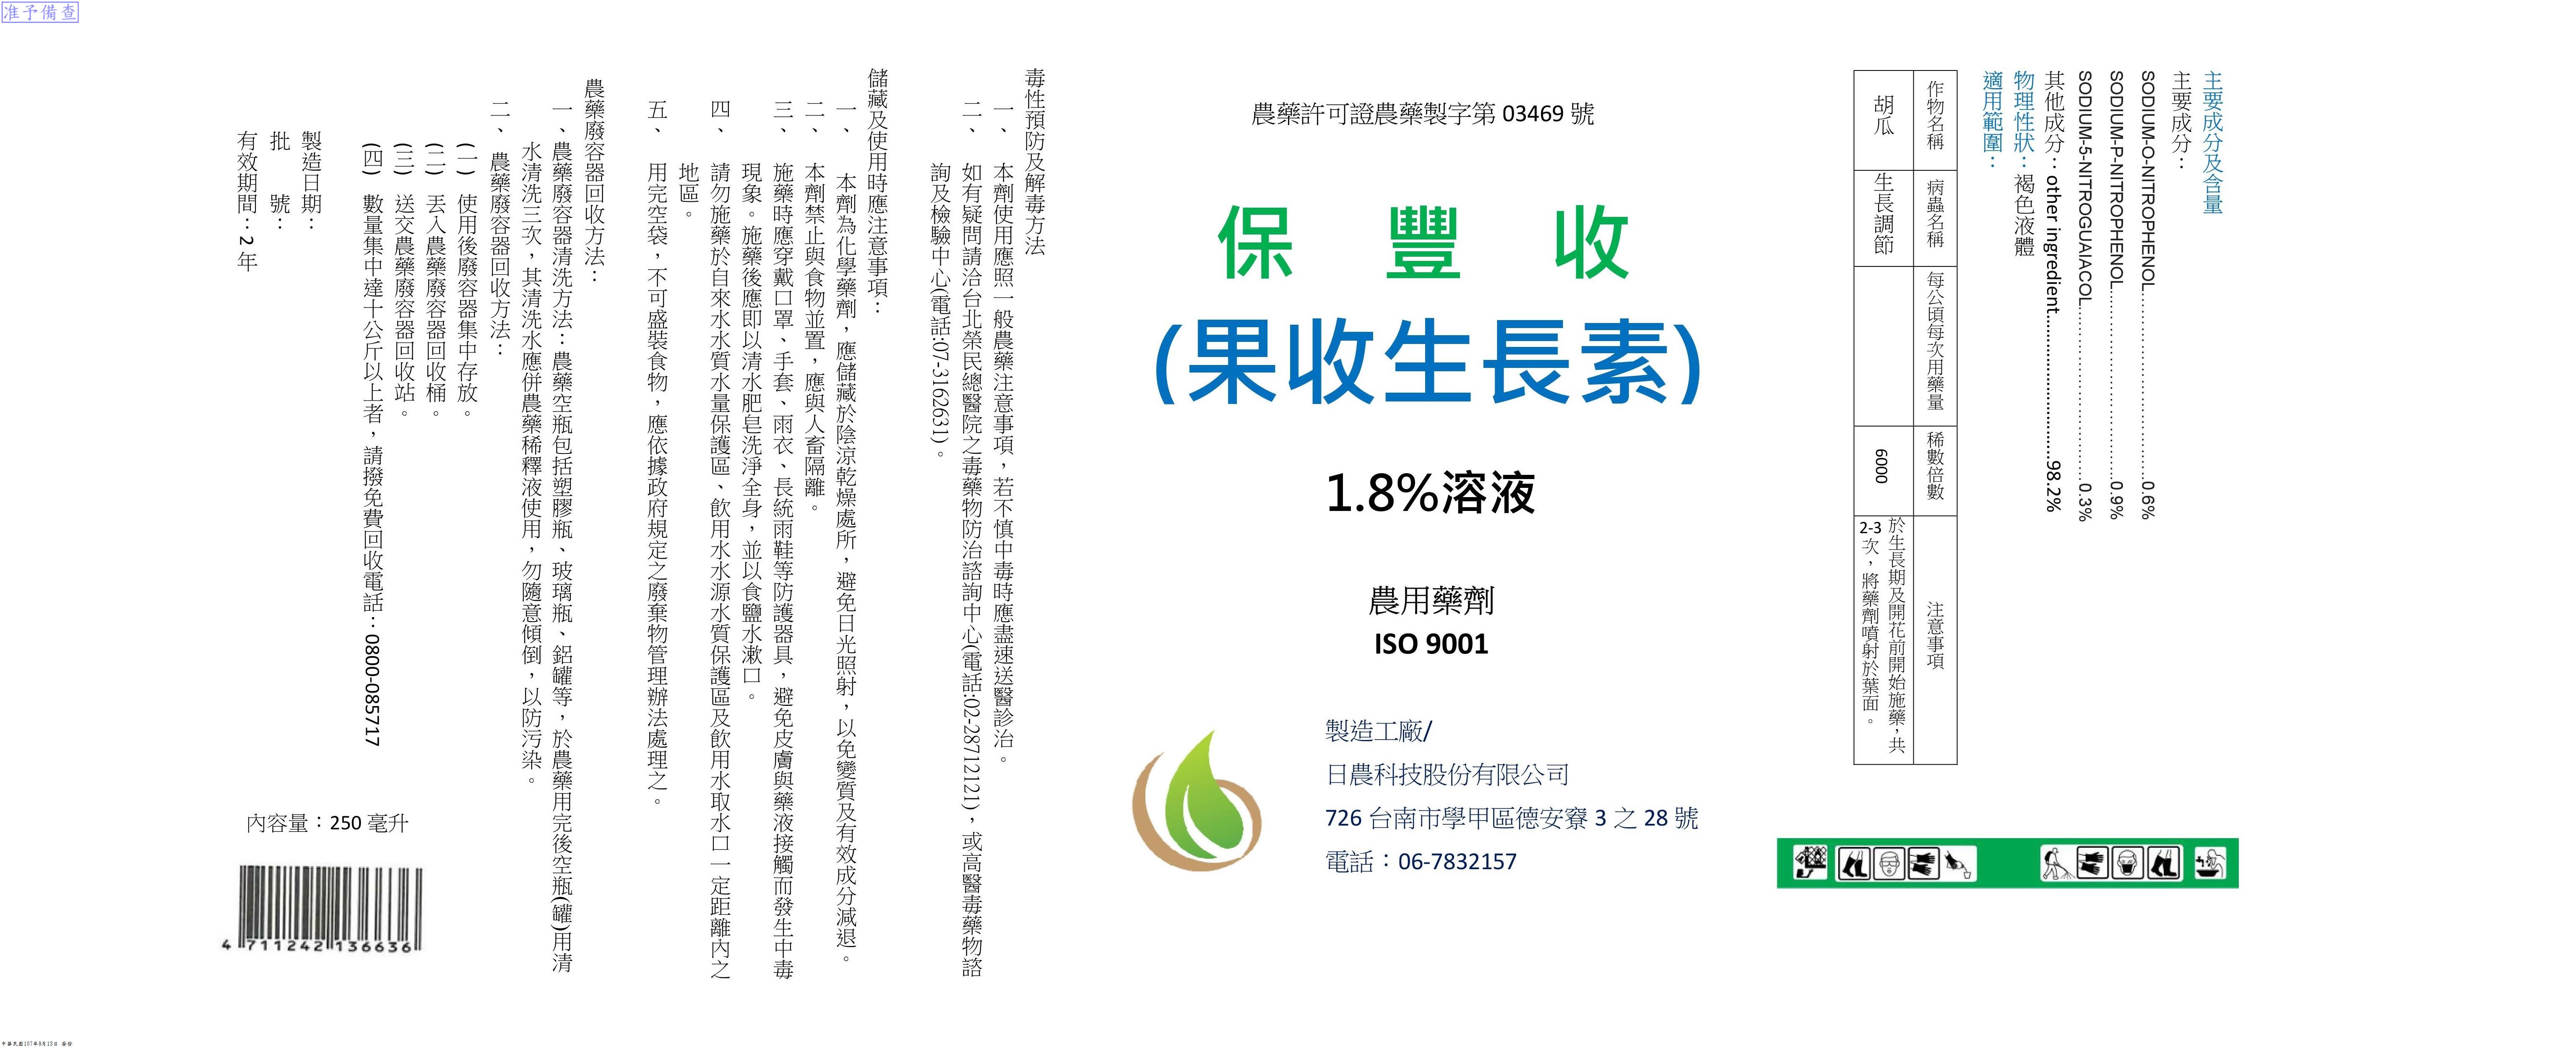 准予備查
主要成分及含量
主要成分：
SODIUM-O-NITROPHENOL..............................0.6%
SODIUM-P-NITROPHENOL..............................0.9%
SODIUM-5-NITROGUAIACOL...........................0.3%
其他成分：other ingredient..............................98.2%
物理性狀：褐色液體
適用範圍：
作物名稱 病蟲名稱 每公頃每次用藥量 稀數倍數 注意事項
胡瓜 生長調節 6000 於生長期及開花前開始施藥，共
2-3次，將藥劑噴射於葉面。
農藥許可證農藥製字第 03469 號
保豐收
(果收生長素)
1.8%溶液
農用藥劑
ISO 9001
製造工廠/
日農科技股份有限公司
726 台南市學甲區德安寮 3 之 28 號
電話：06-7832157
毒性預防及解毒方法
一、 本劑使用應照一般農藥注意事項，若不慎中毒時應盡速送醫診治。
二、 如有疑問請洽台北榮民總醫院之毒藥物防治諮詢中心(電話:02-28712121)，或高醫毒藥物諮
詢及檢驗中心(電話:07-3162631)。
儲藏及使用時應注意事項：
一、 本劑為化學藥劑，應儲藏於陰涼乾燥處所，避免日光照射，以免變質及有效成分減退。
二、 本劑禁止與食物並置，應與人畜隔離。
三、 施藥時應穿戴口罩、手套、雨衣、長統雨鞋等防護器具，避免皮膚與藥液接觸而發生中毒
現象。施藥後應即以清水肥皂洗淨全身，並以食鹽水漱口。
四、 請勿施藥於自來水水質水量保護區、飲用水水源水質保護區及飲用水取水口一定距離內之
地區。
五、 用完空袋，不可盛裝食物，應依據政府規定之廢棄物管理辦法處理之。
農藥廢容器回收方法：
一、農藥廢容器清洗方法：農藥空瓶包括塑膠瓶、玻璃瓶、鋁罐等，於農藥用完後空瓶(罐)用清
水清洗三次，其清洗水應併農藥稀釋液使用，勿隨意傾倒，以防污染。
二、農藥廢容器回收方法：
(一) 使用後廢容器集中存放。
(二) 丟入農藥廢容器回收桶。
(三) 送交農藥廢容器回收站。
(四) 數量集中達十公斤以上者，請撥免費回收電話：0800-085717
製造日期：
批 號：
有效期間：2 年
內容量：250 毫升
4 711242 136636
中華民國107年9月13日 簽發